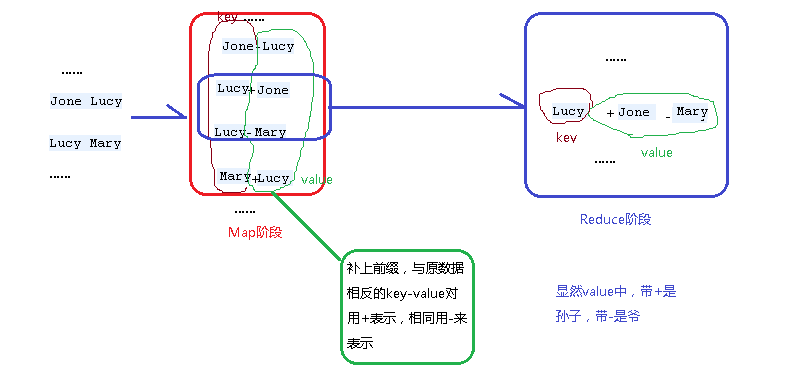 ......
Jone Lucy
Lucy Mary
......
key ......
Jone-Lucy
Lucy+Jone
Lucy-Mary
Mary+Lucy
value
......
Map阶段
补上前缀，与原数据
相反的key-value对
用+表示，相同用-来
表示
......
Lucy +Jone -Mary
key
value
......
Reduce阶段
显然value中，带+是
孙子，带-是爷